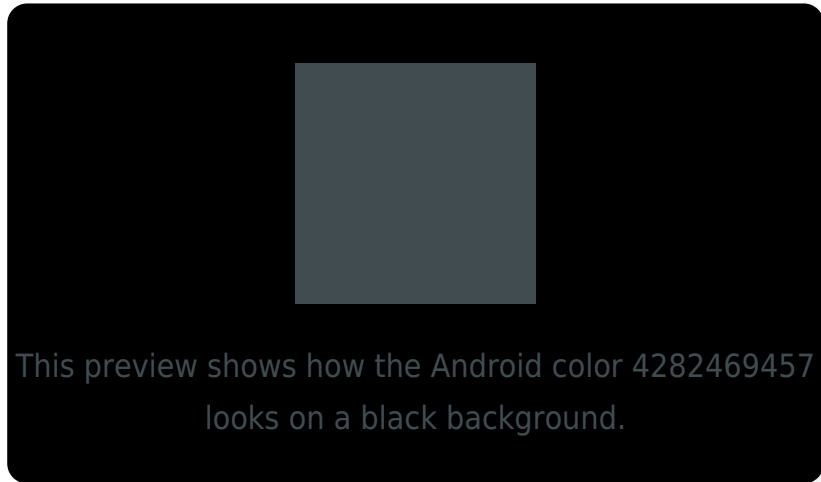 This preview shows how the Android color 4282469457
looks on a black background.